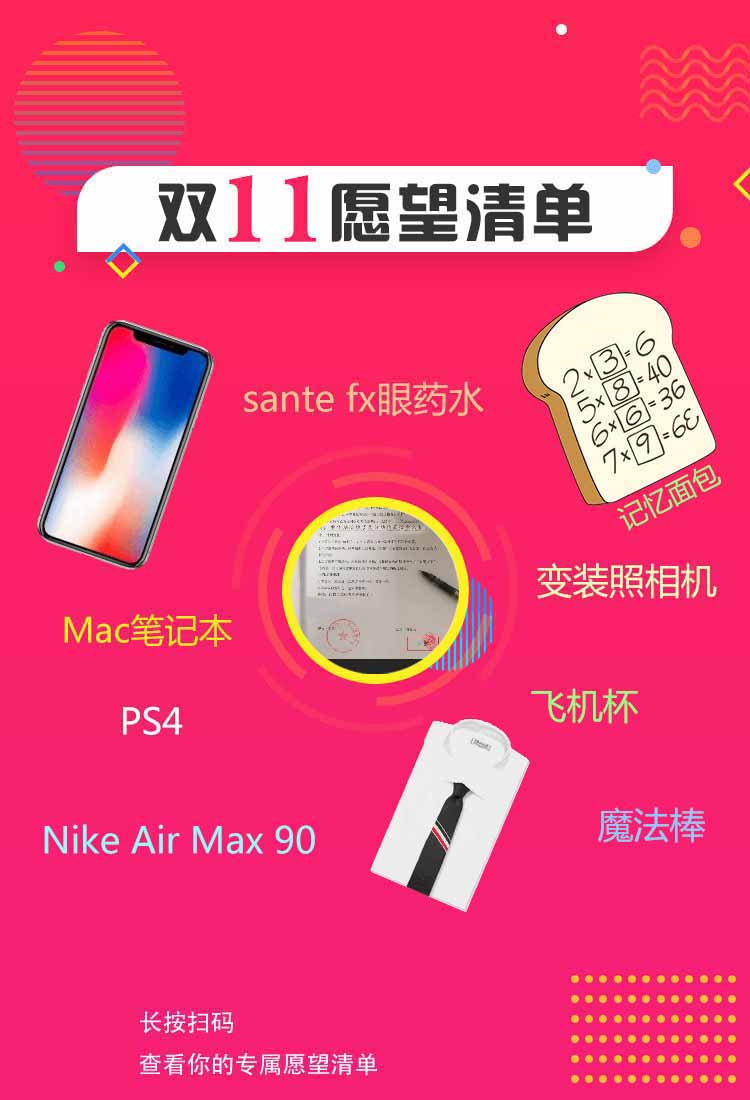 双11愿望清单
sante fx眼药水
2×3=6
5×8=40
6×6=36
7×9=63
记忆面包
变装照相机
Mac笔记本
飞机杯
PS4
魔法棒
Nike Air Max 90
长按扫码
查看你的专属愿望清单